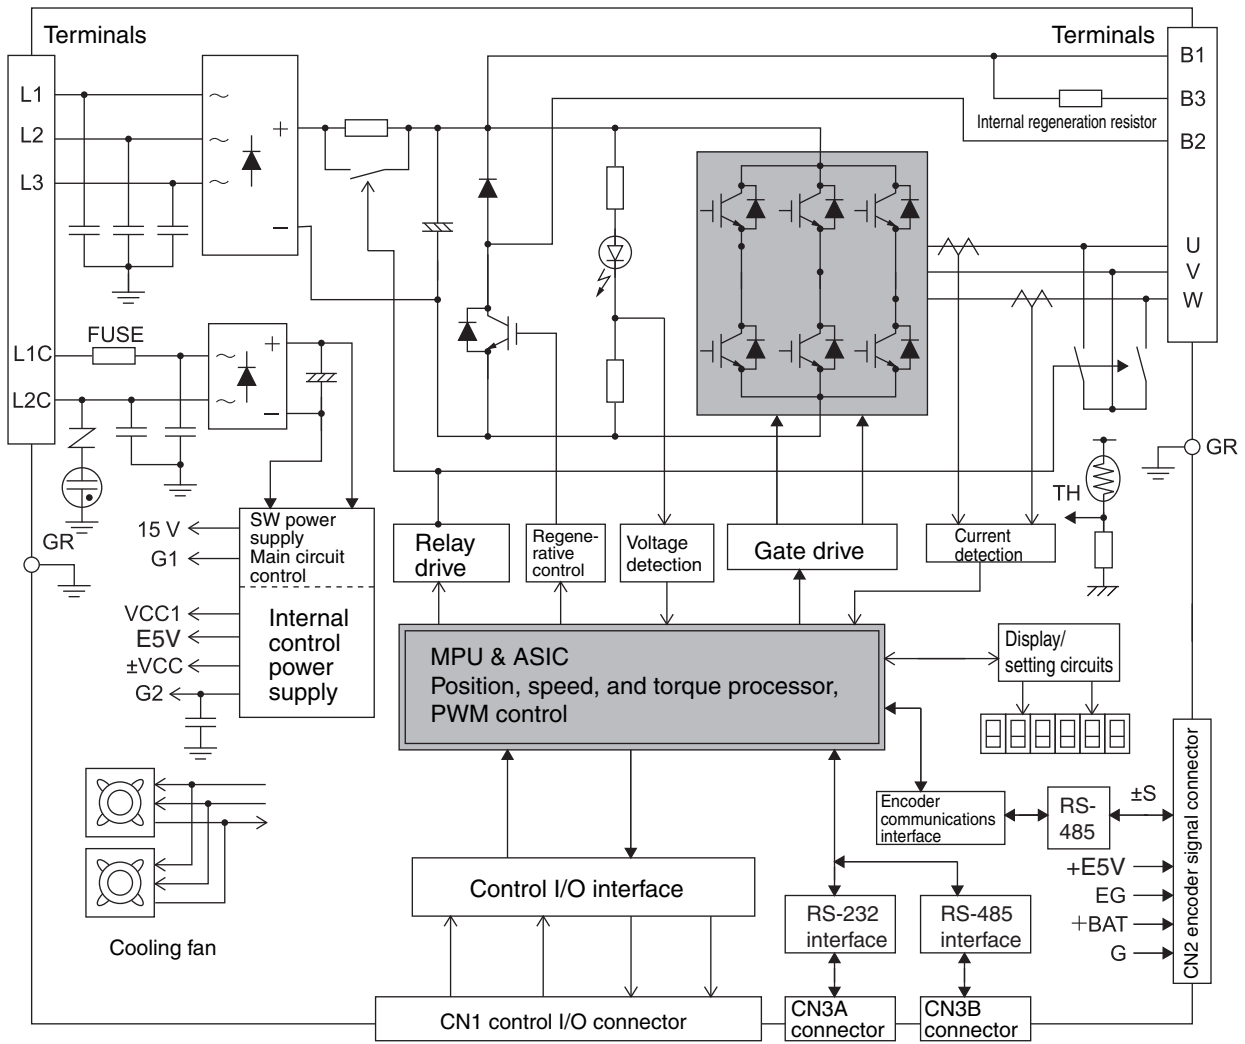 Terminals
Terminals
B1
L1
B3
Internal regeneration resistor
L2
+
B2
L3
−
U
V
W
FUSE
L1C
+
L2C
−
GR
TH
SW power
supply
Main circuit
control
15 V
G1
GR
Relay
drive
Regene-
rative
control
Voltage
detection
Gate drive
Current
detection
VCC1
E5V
±VCC
G2
Internal
control
power
supply
MPU & ASIC
Position, speed, and torque processor,
PWM control
Display/
setting circuits
Encoder
communications
interface
RS-
485
±S
+E5V
EG
+BAT
G
CN2 encoder signal connector
Control I/O interface
RS-232
interface
RS-485
interface
Cooling fan
CN1 control I/O connector
CN3A
connector
CN3B
connector